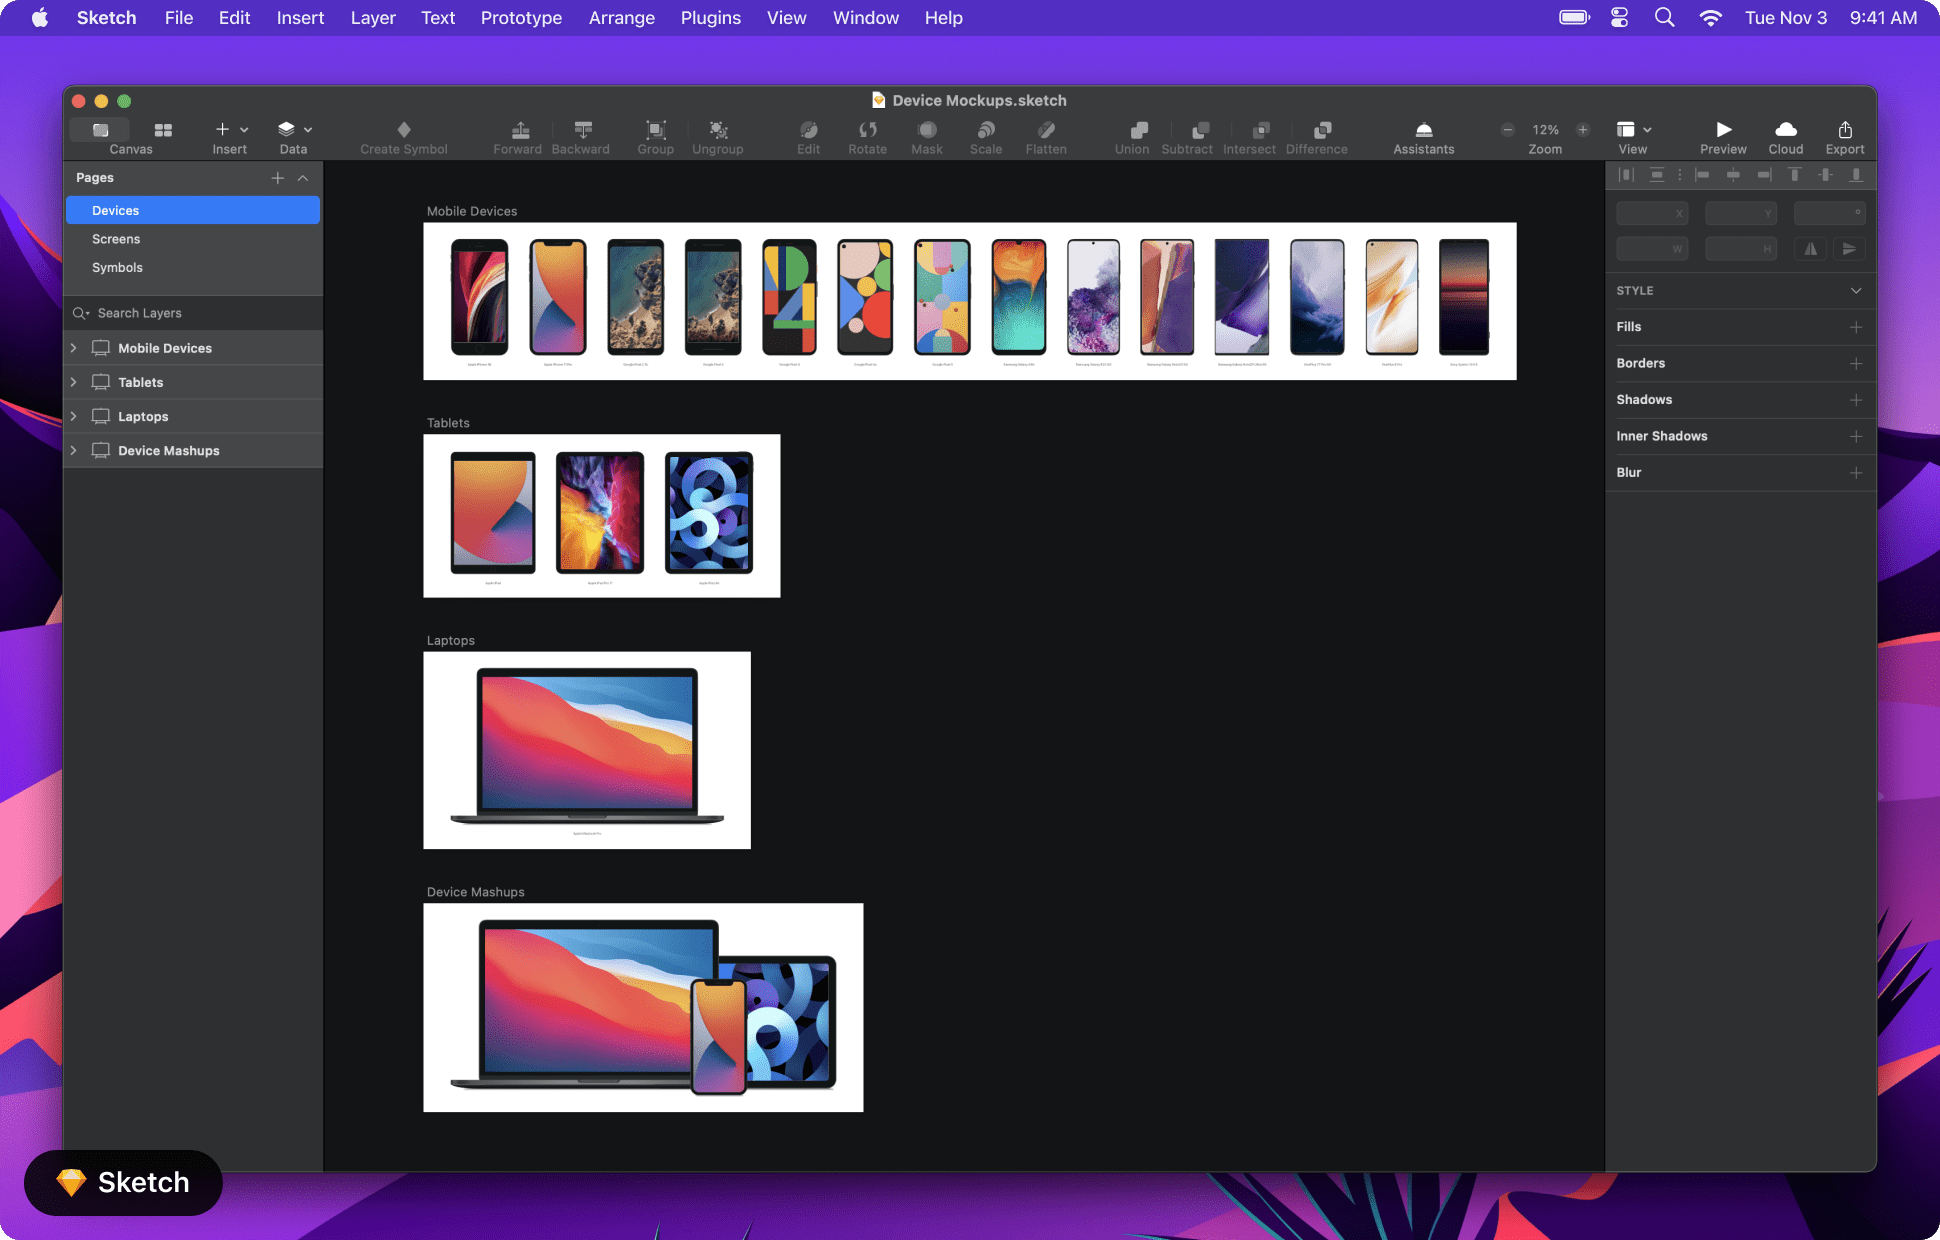 Sketch File Edit Insert Layer Text Prototype Arrange Plugins View Window Help Tue Nov 3 9:41 AM
Device Mockups.sketch
12%
Canvas Insert Data Create Symbol Forward Backward Group Ungroup Edit Rotate Mask Scale Flatten Union Subtract Intersect Difference Assistants Zoom View Preview Cloud Export
Pages
Devices
Screens
Symbols
Search Layers
Mobile Devices
Tablets
Laptops
Device Mashups
Mobile Devices
Tablets
Laptops
Device Mashups
X Y °
W H
STYLE
Fills
Borders
Shadows
Inner Shadows
Blur
Sketch